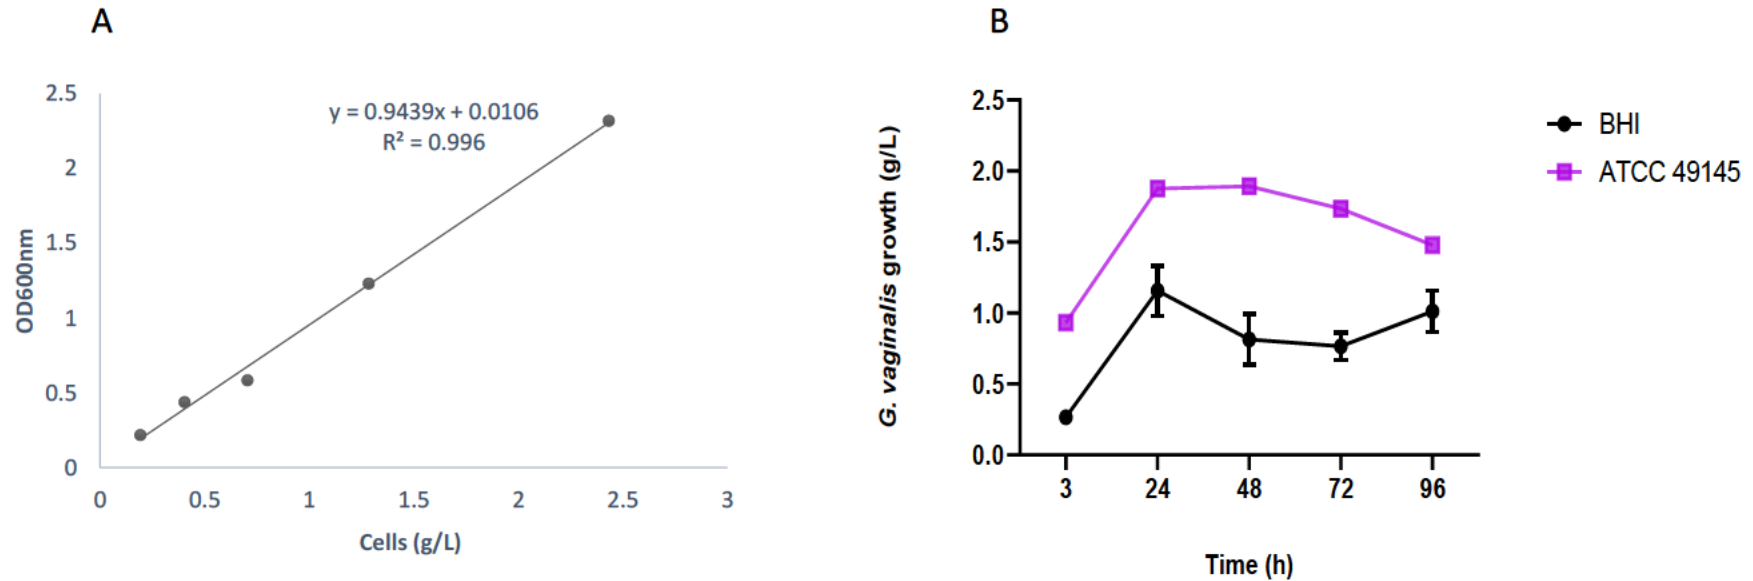 A
2.5
2
1.5
1
0.5
0
0
0.5
1
1.5
2
2.5
3
OD600nm
Cells (g/L)
y = 0.9439x + 0.0106
R² = 0.996
B
2.5
2.0
1.5
1.0
0.5
0.0
3
24
48
72
96
G. vaginalis growth (g/L)
Time (h)
BHI
ATCC 49145